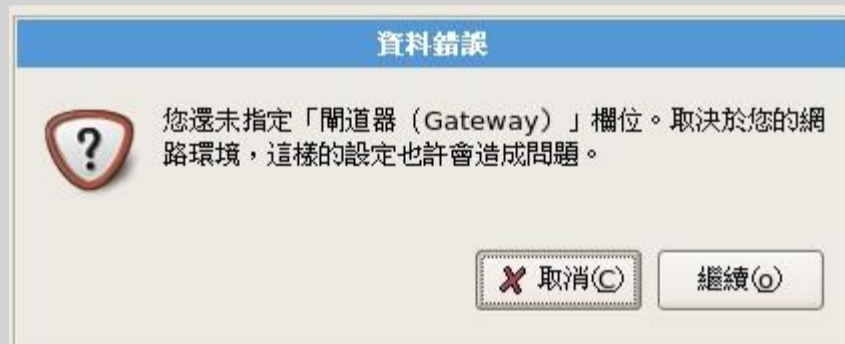 資料錯誤
您還未指定「閘道器（Gateway）」欄位。取決於您的網
路環境，這樣的設定也許會造成問題。
取消(C)
繼續(o)